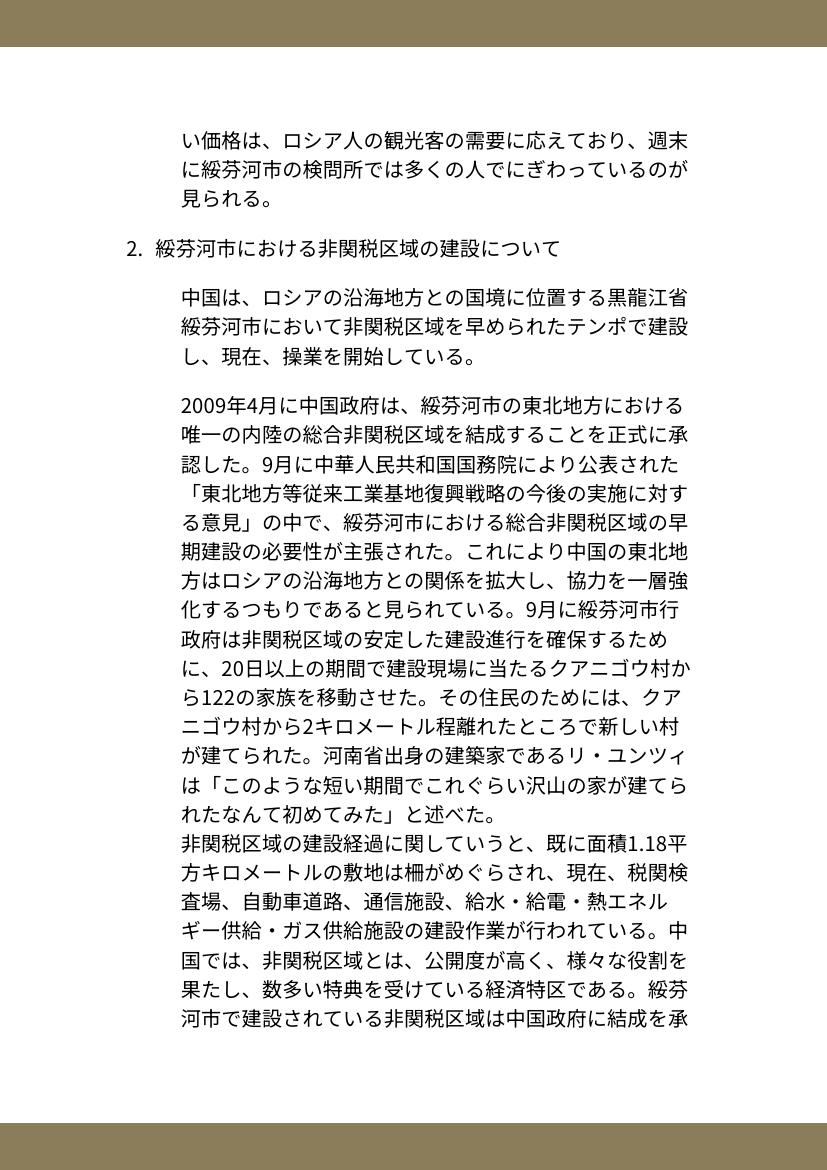 い価格は、ロシア人の観光客の需要に応えており、週末
に綏芬河市の検問所では多くの人でにぎわっているのが
見られる。
2. 綏芬河市における非関税区域の建設について
中国は、ロシアの沿海地方との国境に位置する黒龍江省
綏芬河市において非関税区域を早められたテンポで建設
し、現在、操業を開始している。
2009年4月に中国政府は、綏芬河市の東北地方における
唯一の内陸の総合非関税区域を結成することを正式に承
認した。9月に中華人民共和国国務院により公表された
「東北地方等従来工業基地復興戦略の今後の実施に対す
る意見」の中で、綏芬河市における総合非関税区域の早
期建設の必要性が主張された。これにより中国の東北地
方はロシアの沿海地方との関係を拡大し、協力を一層強
化するつもりであると見られている。9月に綏芬河市行
政府は非関税区域の安定した建設進行を確保するため
に、20日以上の期間で建設現場に当たるクアニゴウ村か
ら122の家族を移動させた。その住民のためには、クア
ニゴウ村から2キロメートル程離れたところで新しい村
が建てられた。河南省出身の建築家であるリ・ユンツィ
は「このような短い期間でこれぐらい沢山の家が建てら
れたなんて初めてみた」と述べた。
非関税区域の建設経過に関していうと、既に面積1.18平
方キロメートルの敷地は柵がめぐらされ、現在、税関検
査場、自動車道路、通信施設、給水・給電・熱エネル
ギー供給・ガス供給施設の建設作業が行われている。中
国では、非関税区域とは、公開度が高く、様々な役割を
果たし、数多い特典を受けている経済特区である。綏芬
河市で建設されている非関税区域は中国政府に結成を承